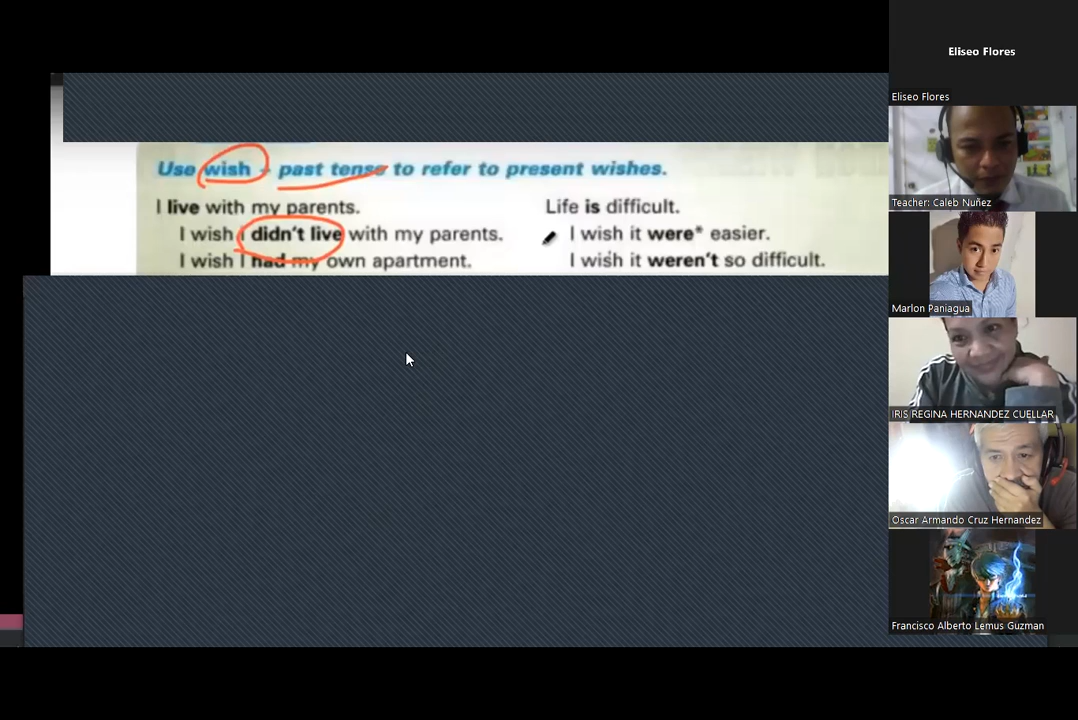 Eliseo Flores
Eliseo Flores
Use wish + past tense to refer to present wishes.
I live with my parents.
I wish I didn't live with my parents.
I wish I had my own apartment.
Life is difficult.
I wish it were* easier.
I wish it weren't so difficult.
Teacher: Caleb Nuñez
Marlon Paniagua
IRIS REGINA HERNANDEZ CUELLAR
Oscar Armando Cruz Hernandez
Francisco Alberto Lemus Guzman